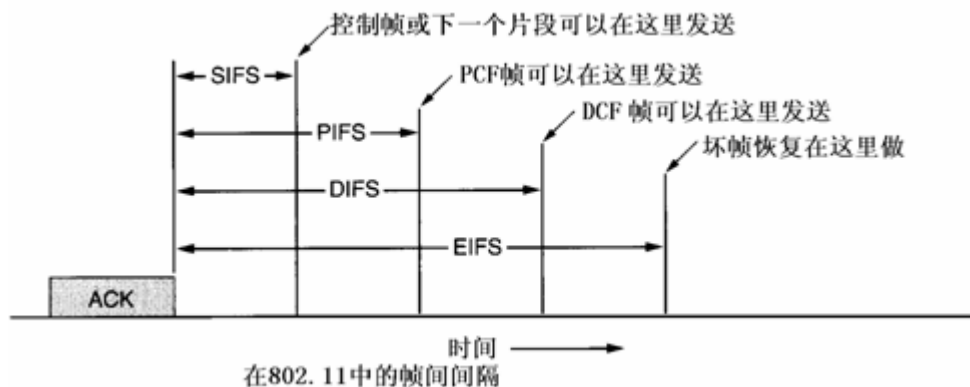 控制帧或下一个片段可以在这里发送
SIFS
PCF帧可以在这里发送
PIFS
DCF 帧可以在这里发送
DIFS
坏帧恢复在这里做
EIFS
ACK
时间
在802.11中的帧间间隔